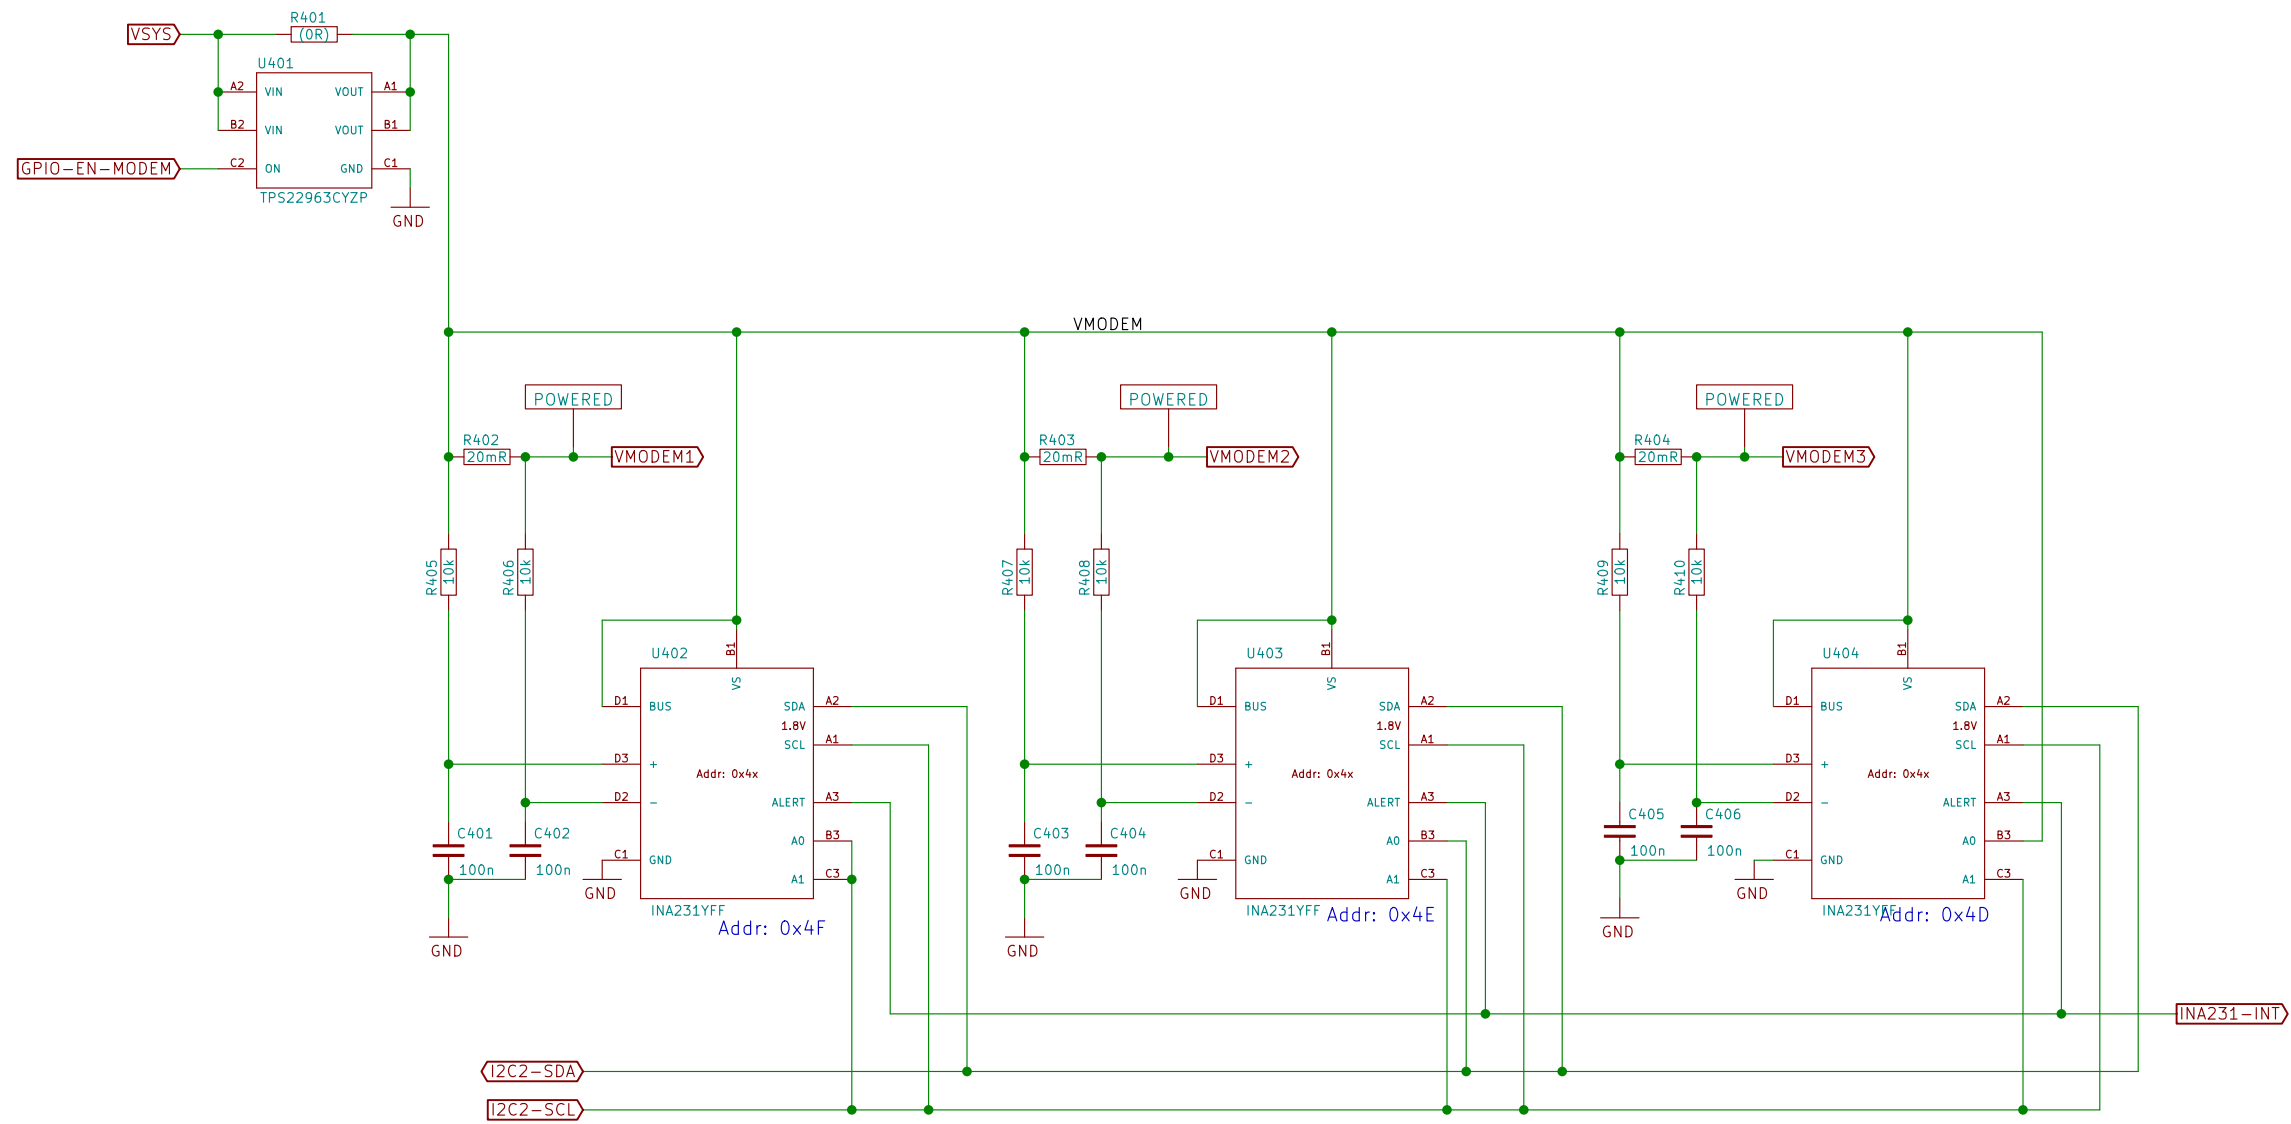 R401
VSYS
(0R)
U401
A2 VIN VOUT A1
B2 VIN VOUT B1
GPIO-EN-MODEM
C2 ON GND C1
TPS22963CYZP
GND
VMODEM
POWERED
POWERED
POWERED
R402
20mR
VMODEM1
R403
20mR
VMODEM2
R404
20mR
VMODEM3
R405
10k
R406
10k
R407
10k
R408
10k
R409
10k
R410
10k
U402
B1
VS
D1 BUS SDA A2
1.8V
SCL A1
D3 +
Addr: 0x4x
D2 - ALERT A3
A0 B3
C1 GND
A1 C3
GND
INA231YFF
Addr: 0x4F
C401
100n
C402
100n
GND
U403
B1
VS
D1 BUS SDA A2
1.8V
SCL A1
D3 +
Addr: 0x4x
D2 - ALERT A3
A0 B3
C1 GND
A1 C3
GND
INA231YFF
Addr: 0x4E
C403
100n
C404
100n
GND
U404
B1
VS
D1 BUS SDA A2
1.8V
SCL A1
D3 +
Addr: 0x4x
D2 - ALERT A3
A0 B3
C1 GND
A1 C3
GND
INA231YFF
Addr: 0x4D
C405
100n
C406
100n
GND
INA231-INT
I2C2-SDA
I2C2-SCL